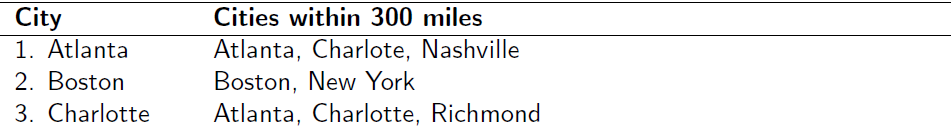 City Cities within 300 miles
1. Atlanta Atlanta, Charlote, Nashville
2. Boston Boston, New York
3. Charlotte Atlanta, Charlotte, Richmond